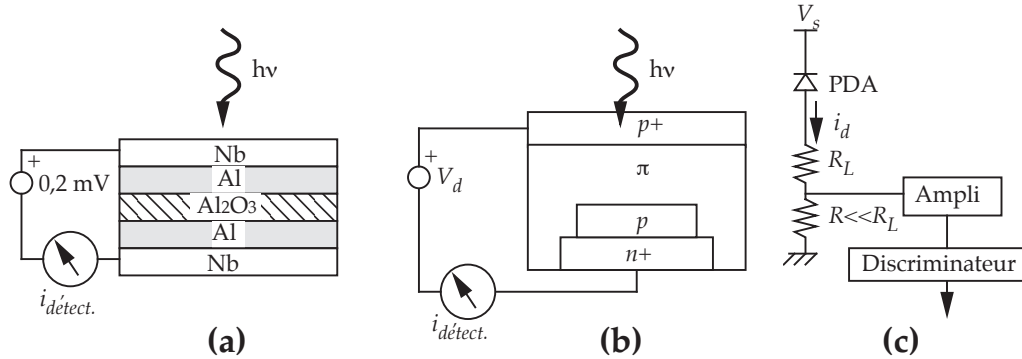 hν
Nb
Al
Al2O3
Al
Nb
+
0,2 mV
idétect.
(a)
hν
p+
π
p
n+
+
Vd
idétect.
(b)
Vs
PDA
id
RL
R<<RL
Ampli
Discriminateur
(c)